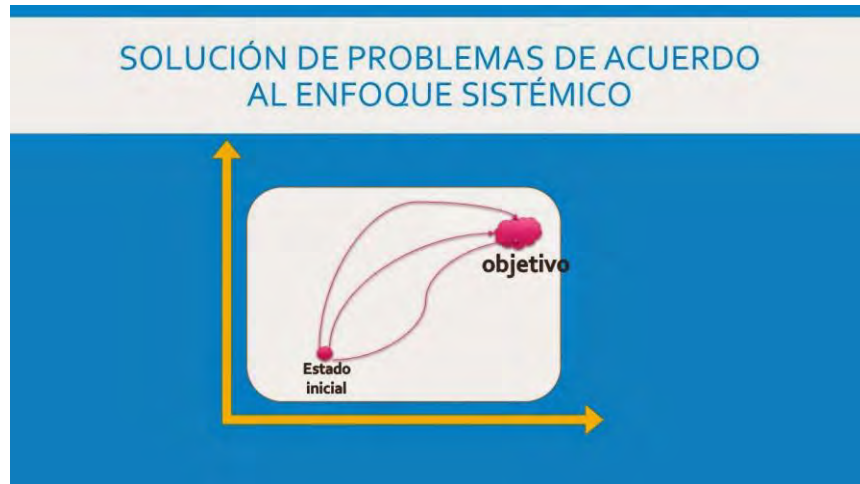 SOLUCIÓN DE PROBLEMAS DE ACUERDO
AL ENFOQUE SISTÉMICO
objetivo
Estado
inicial